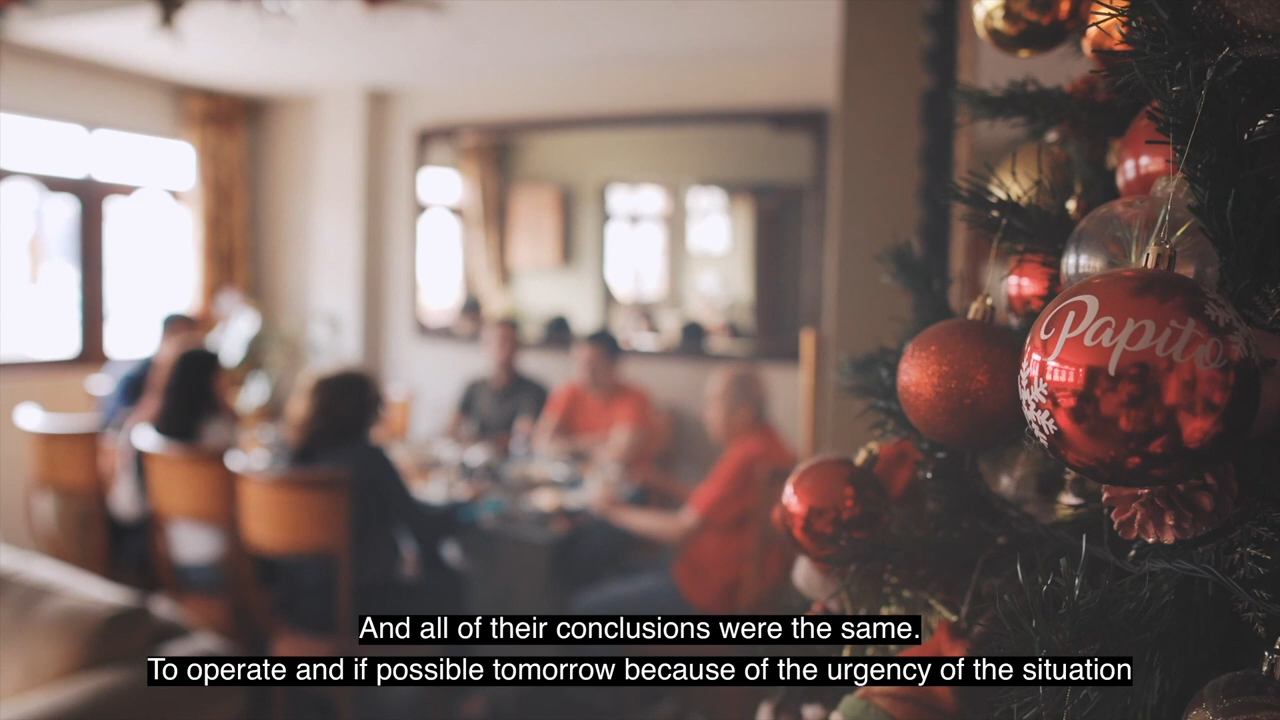 Papito
And all of their conclusions were the same.
To operate and if possible tomorrow because of the urgency of the situation